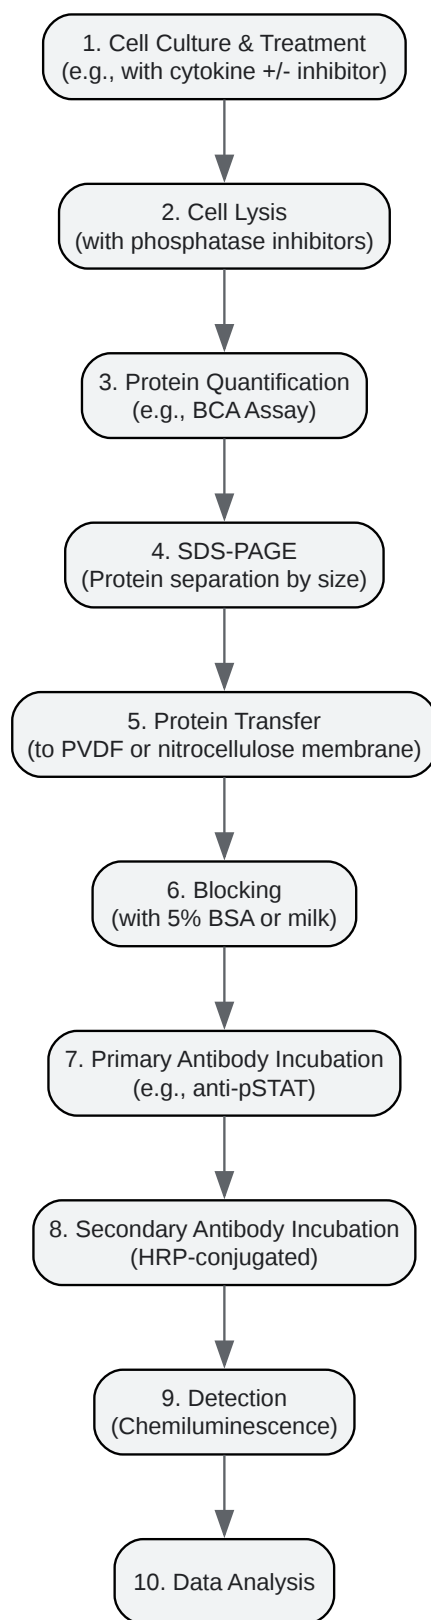 1. Cell Culture & Treatment
(e.g., with cytokine +/- inhibitor)
2. Cell Lysis
(with phosphatase inhibitors)
3. Protein Quantification
(e.g., BCA Assay)
4. SDS-PAGE
(Protein separation by size)
5. Protein Transfer
(to PVDF or nitrocellulose membrane)
6. Blocking
(with 5% BSA or milk)
7. Primary Antibody Incubation
(e.g., anti-pSTAT)
8. Secondary Antibody Incubation
(HRP-conjugated)
9. Detection
(Chemiluminescence)
10. Data Analysis